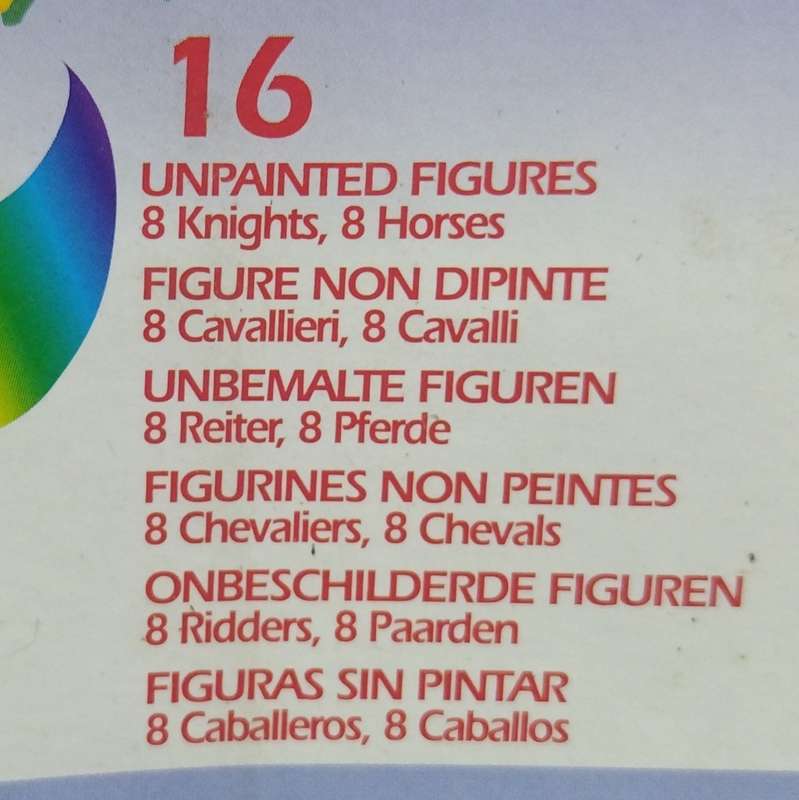 16
UNPAINTED FIGURES
8 Knights, 8 Horses
FIGURE NON DIPINTE
8 Cavallieri, 8 Cavalli
UNBEMALTE FIGUREN
8 Reiter, 8 Pferde
FIGURINES NON PEINTES
8 Chevaliers, 8 Chevals
ONBESCHILDERDE FIGUREN
8 Ridders, 8 Paarden
FIGURAS SIN PINTAR
8 Caballeros, 8 Caballos